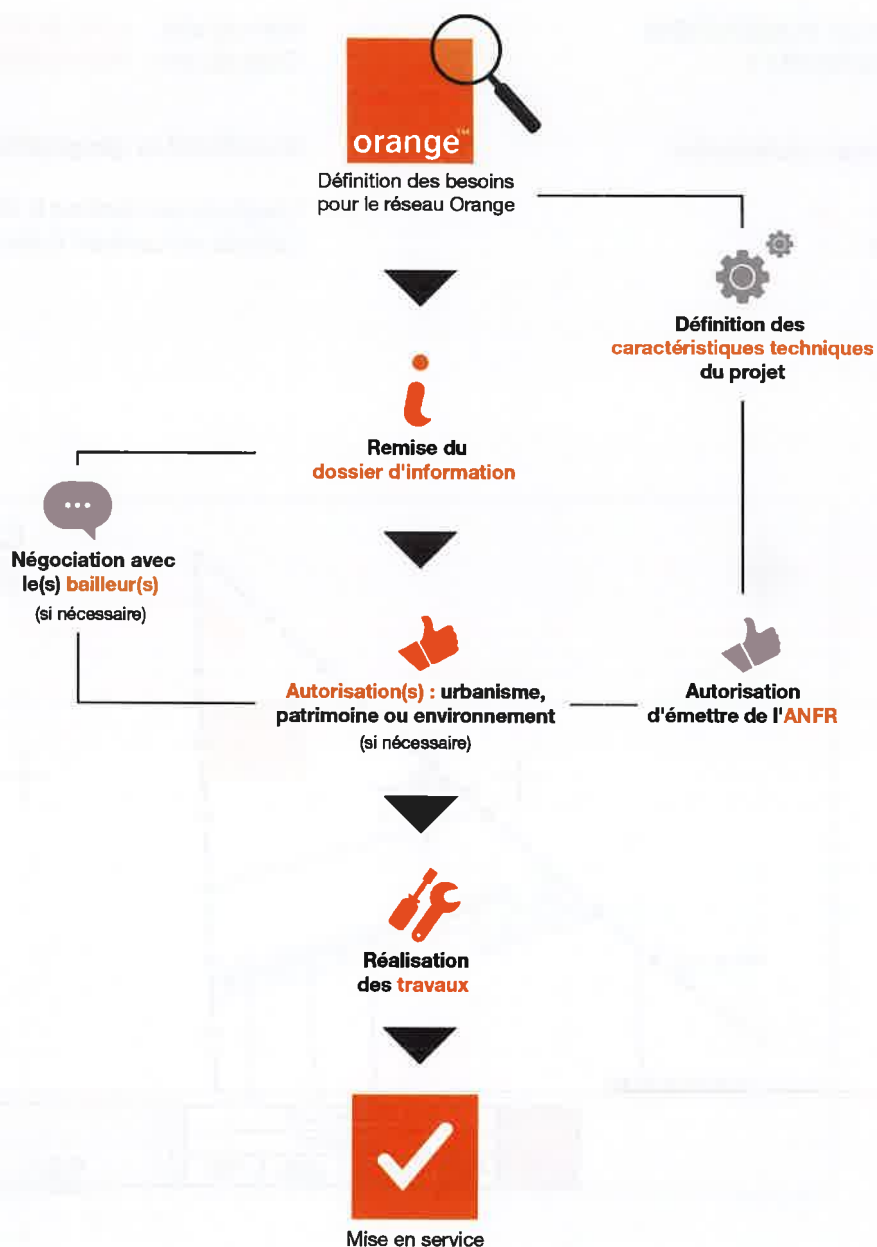 orange™
Définition des besoins
pour le réseau Orange
Définition des
caractéristiques techniques
du projet
Remise du
dossier d'information
Négociation avec
le(s) bailleur(s)
(si nécessaire)
Autorisation(s) : urbanisme,
patrimoine ou environnement
(si nécessaire)
Autorisation
d'émettre de l'ANFR
Réalisation
des travaux
Mise en service